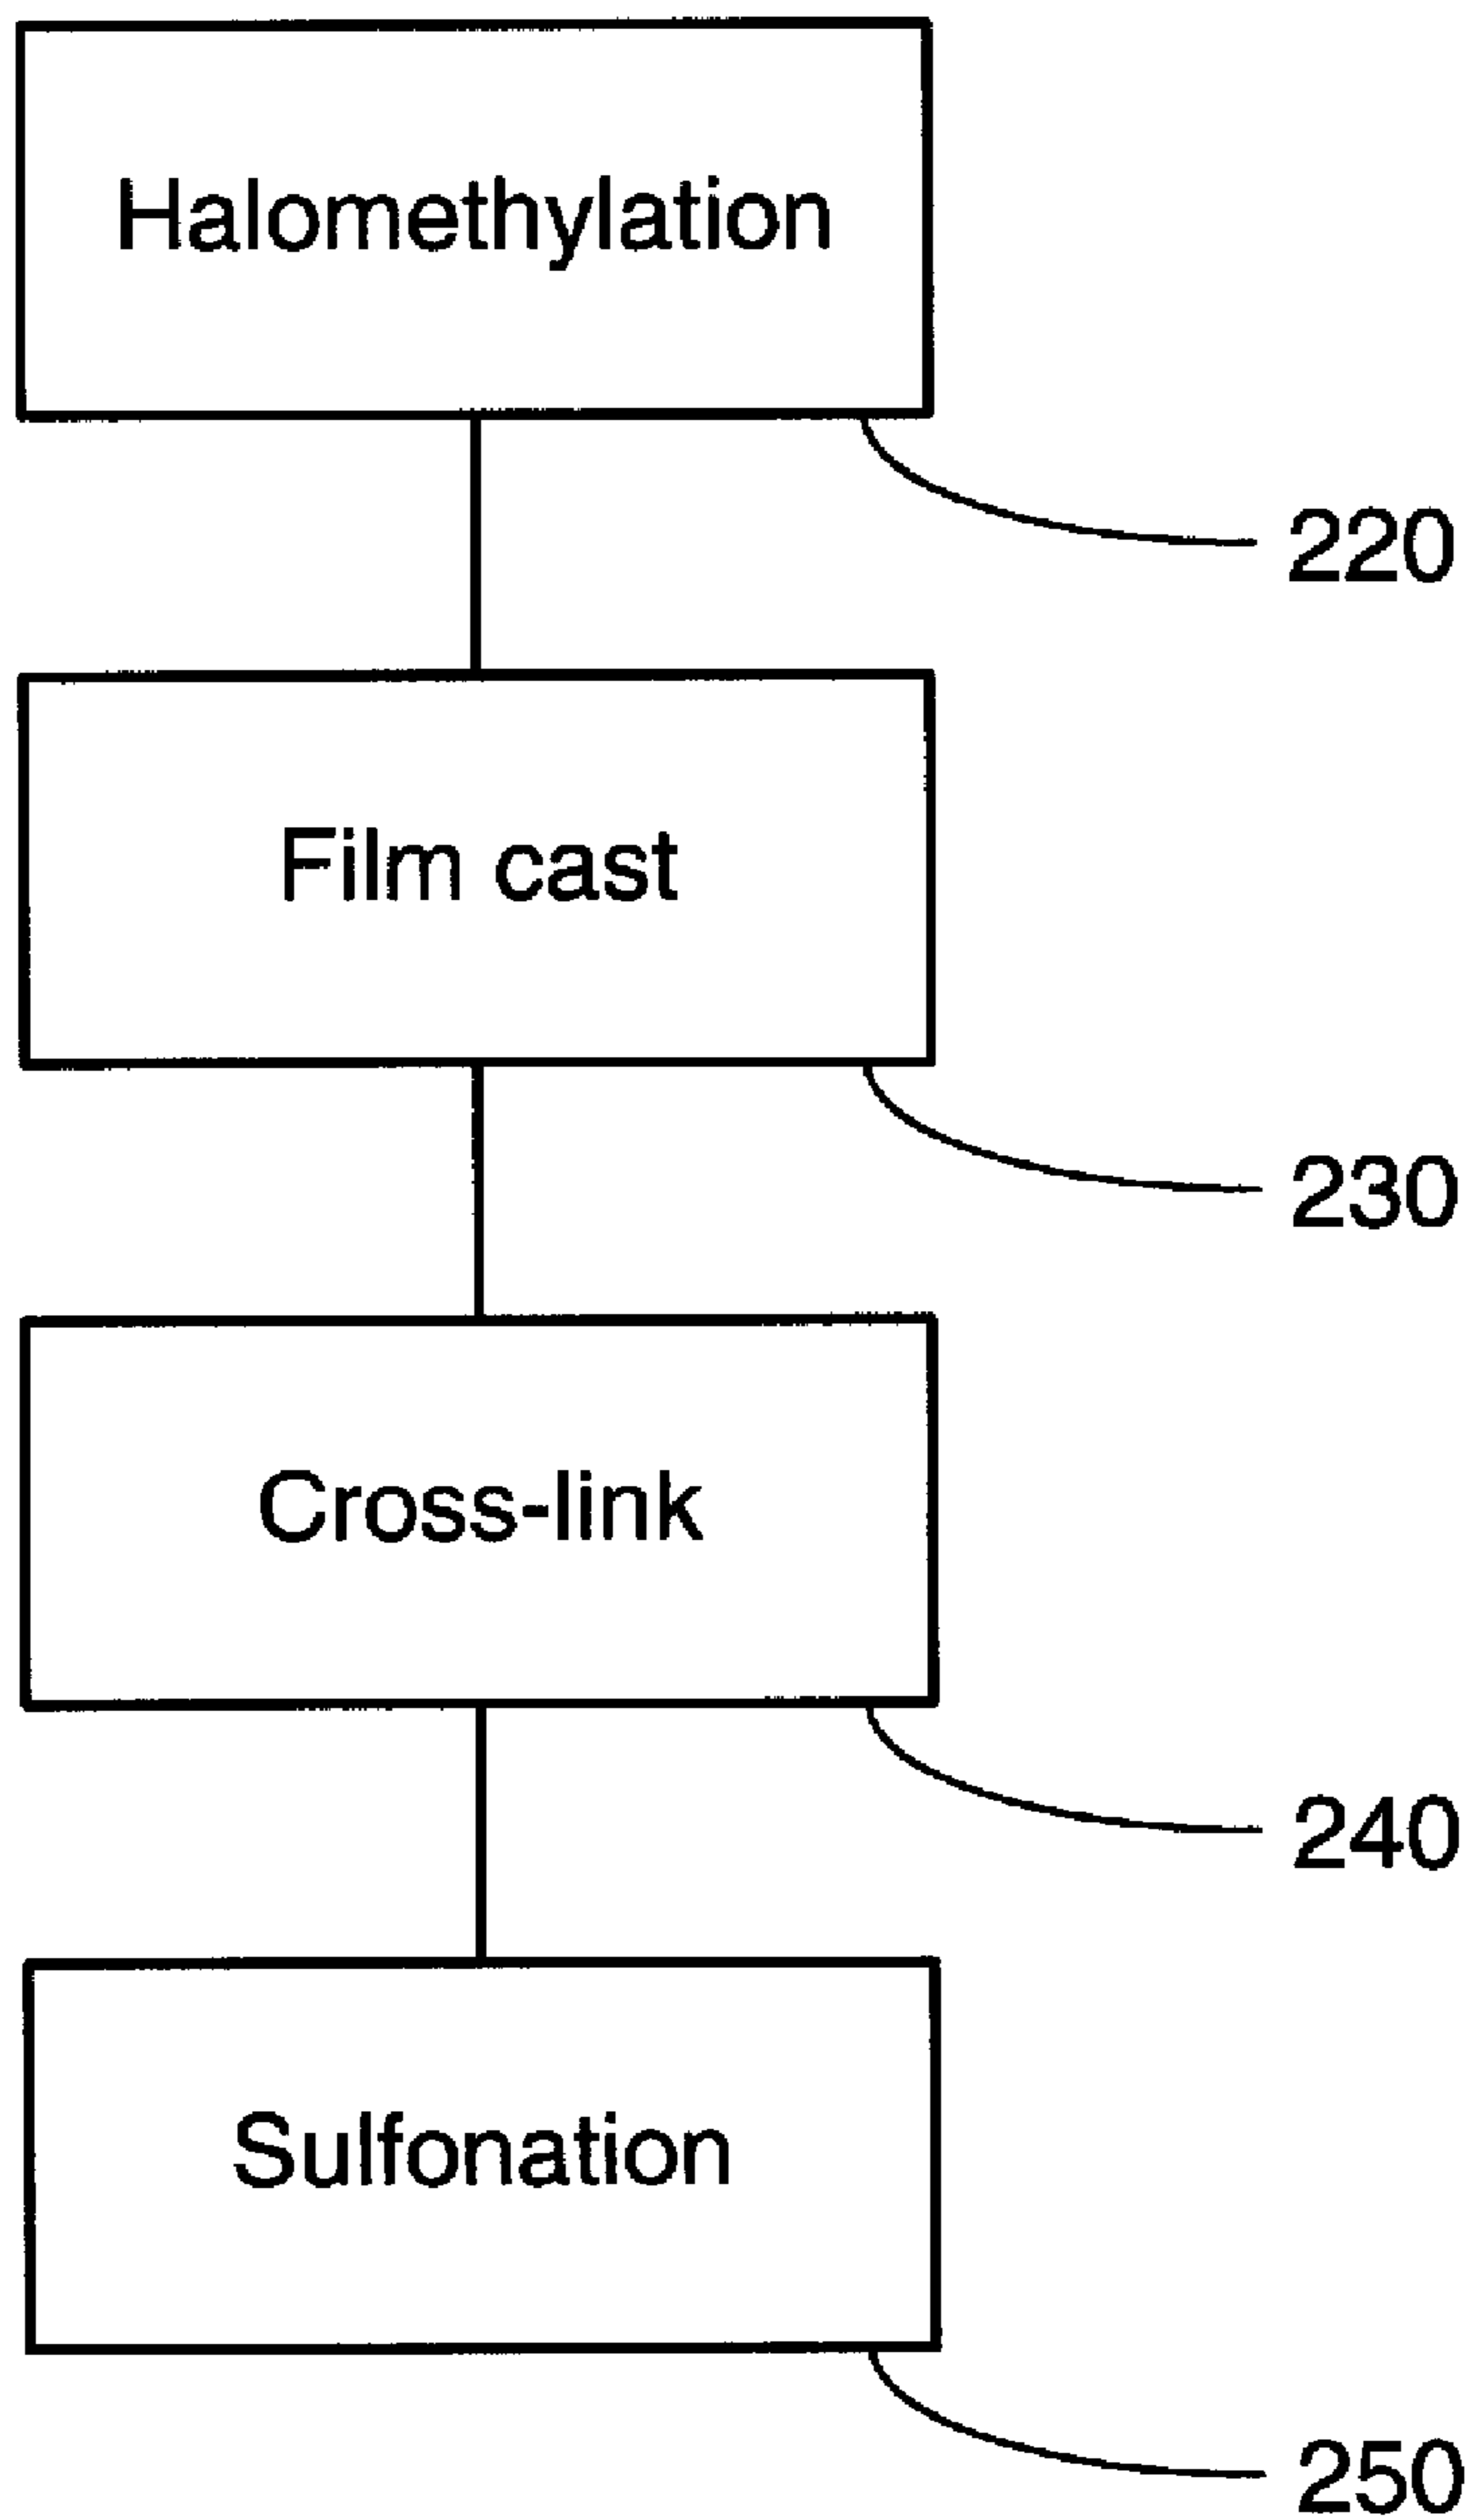 Halomethylation
220
Film cast
230
Cross-link
240
Sulfonation
250